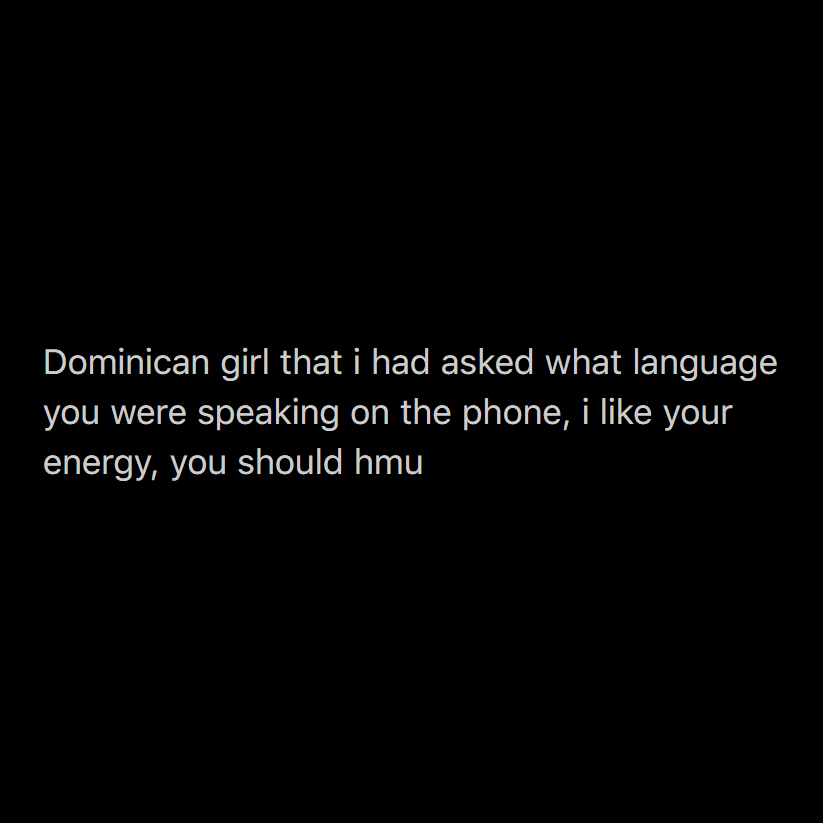 Dominican girl that i had asked what language
you were speaking on the phone, i like your
energy, you should hmu